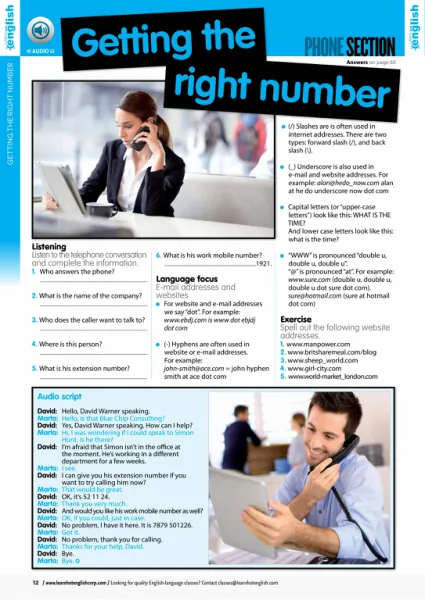 english
AUDIO
GETTING THE RIGHT NUMBER
Getting the
right number
PHONE SECTION
Answers on page 68
english
Listening
Listen to the telephone conversation
and complete the information.
1. Who answers the phone?
2. What is the name of the company?
3. Who does the caller want to talk to?
4. Where is this person?
5. What is his extension number?
6. What is his work mobile number?
1921.
Language focus
E-mail addresses and
websites
For website and e-mail addresses
we say "dot". For example:
www.ebdj.com is www dot ebjdj
dot com
(-) Hyphens are often used in
website or e-mail addresses.
For example:
john-smith@ace.com = john hyphen
smith at ace dot com
(/) Slashes are is often used in
internet addresses. There are two
types: forward slash (/), and back
slash (\).
(_) Underscore is also used in
e-mail and website addresses. For
example: alan@hedo_now.com alan
at he do underscore now dot com
Capital letters (or "upper-case
letters") look like this: WHAT IS THE
TIME?
And lower case letters look like this:
what is the time?
"WWW" is pronounced "double u,
double u, double u".
"@" is pronounced "at". For example:
www.sure.com (double u, double u,
double u dot sure dot com).
sure@hotmail.com (sure at hotmail
dot com)
Exercise
Spell out the following website
addresses.
1. www.manpower.com
2. www.britsharemeal.com/blog
3. www.sheep_world.com
4. www.girl-city.com
5. www.world-market_london.com
Audio script
David: Hello, David Warner speaking.
Marta: Hello, is that Blue Chip Consulting?
David: Yes, David Warner speaking. How can I help?
Marta: Hi, I was wondering if I could speak to Simon
Hunt. Is he there?
David: I'm afraid that Simon isn't in the office at
the moment. He's working in a different
department for a few weeks.
Marta: I see.
David: I can give you his extension number if you
want to try calling him now?
Marta: That would be great.
David: OK, it's 52 11 24.
Marta: Thank you very much.
David: And would you like his work mobile number as well?
Marta: OK, if you could, just in case.
David: No problem, I have it here. It is 7879 501226.
Marta: Got it.
David: No problem, thank you for calling.
Marta: Thanks for your help, David.
David: Bye.
Marta: Bye.
12 / www.learnhotenglishcorp.com / Looking for quality English-language classes? Contact classes@learnhotenglish.com